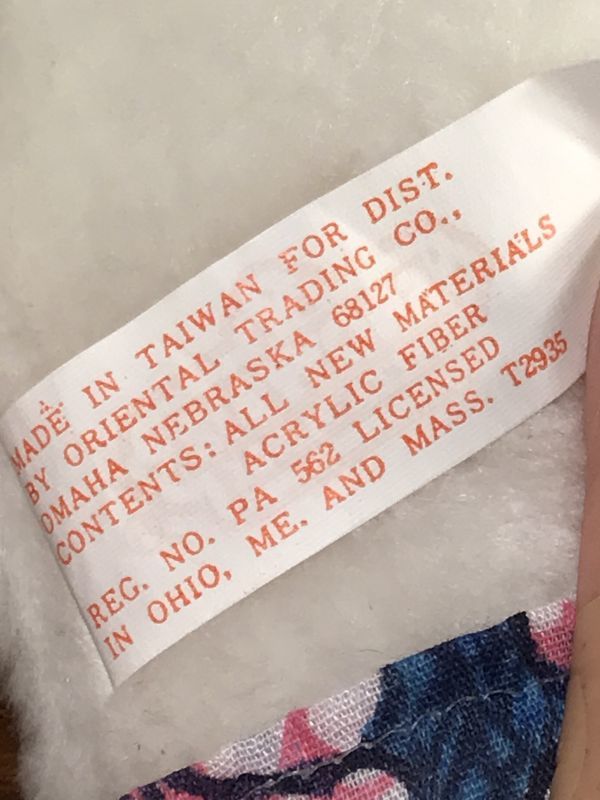 MADE IN TAIWAN FOR DIST.
BY ORIENTAL TRADING CO.,
OMAHA NEBRASKA 68127
CONTENTS: ALL NEW MATERIALS
ACRYLIC FIBER
REG. NO. PA 562 LICENSED
IN OHIO, ME. AND MASS. T2935